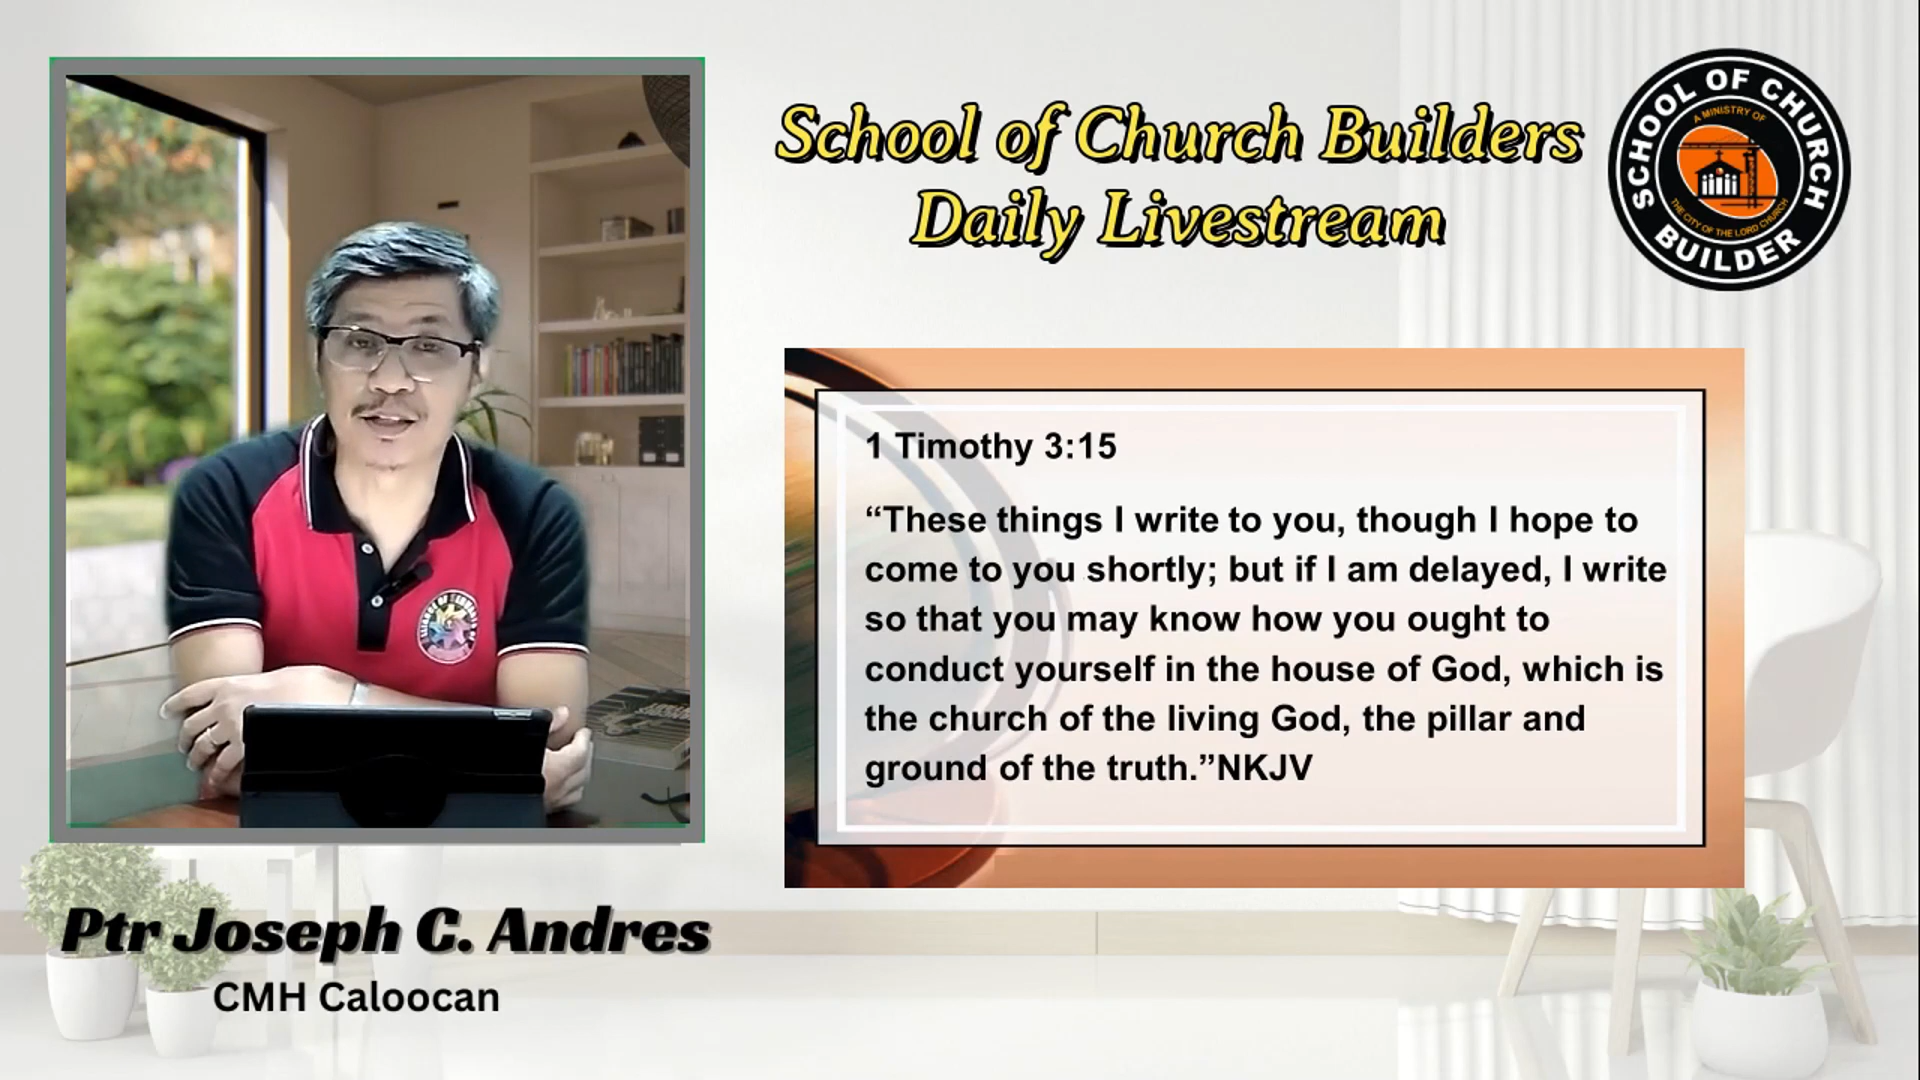 School of Church Builders
Daily Livestream
SCHOOL OF CHURCH
BUILDER
A MINISTRY OF
THE CITY OF THE LORD CHURCH
1 Timothy 3:15
“These things I write to you, though I hope to
come to you shortly; but if I am delayed, I write
so that you may know how you ought to
conduct yourself in the house of God, which is
the church of the living God, the pillar and
ground of the truth.”NKJV
Ptr Joseph C. Andres
CMH Caloocan